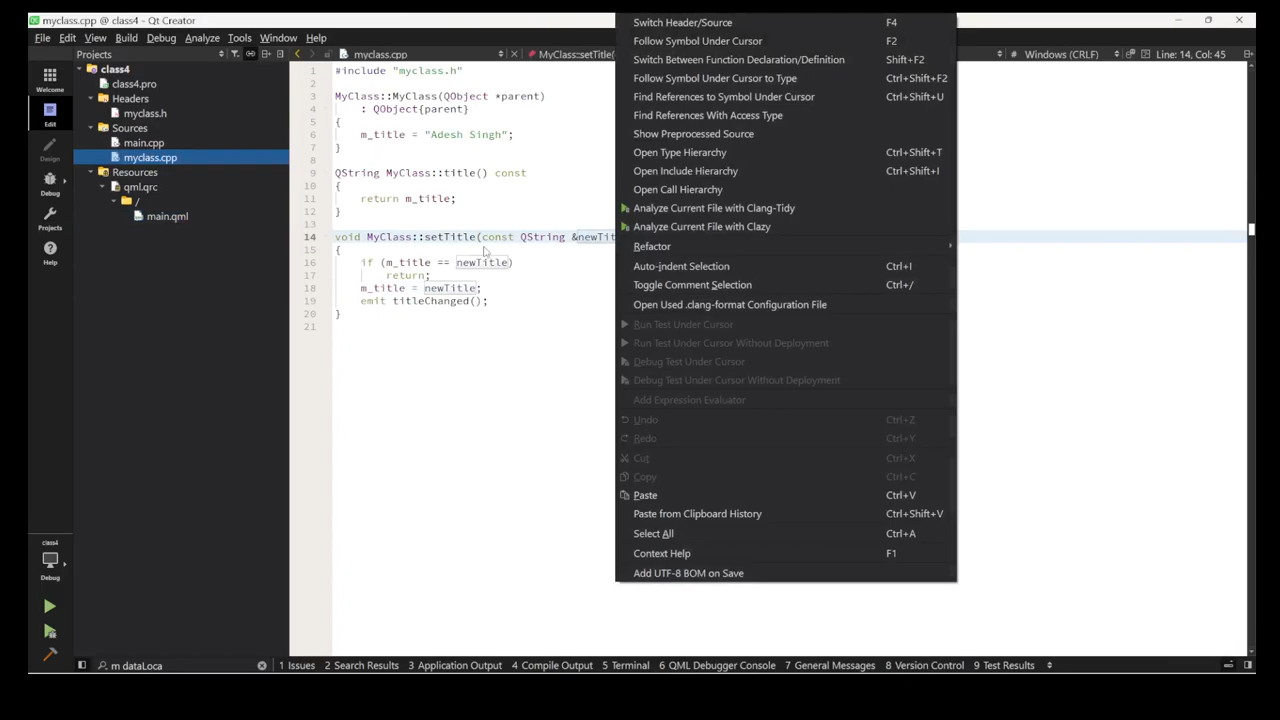 myclass.cpp @ class4 - Qt Creator
File Edit View Build Debug Analyze Tools Window Help
Projects
myclass.cpp
MyClass::setTitle(
# Windows (CRLF)
Line: 14, Col: 45
Welcome
Edit
Design
Debug
Projects
Help
class4
Debug
class4
class4.pro
Headers
myclass.h
Sources
main.cpp
myclass.cpp
Resources
qml.qrc
/
main.qml
1 #include "myclass.h"
2
3 MyClass::MyClass(QObject *parent)
4 : QObject{parent}
5 {
6 m_title = "Adesh Singh";
7 }
8
9 QString MyClass::title() const
10 {
11 return m_title;
12 }
13
14 void MyClass::setTitle(const QString &newTit
15 {
16 if (m_title == newTitle)
17 return;
18 m_title = newTitle;
19 emit titleChanged();
20 }
21
Switch Header/Source F4
Follow Symbol Under Cursor F2
Switch Between Function Declaration/Definition Shift+F2
Follow Symbol Under Cursor to Type Ctrl+Shift+F2
Find References to Symbol Under Cursor Ctrl+Shift+U
Find References With Access Type
Show Preprocessed Source
Open Type Hierarchy Ctrl+Shift+T
Open Include Hierarchy Ctrl+Shift+I
Open Call Hierarchy
Analyze Current File with Clang-Tidy
Analyze Current File with Clazy
Refactor
Auto-indent Selection Ctrl+I
Toggle Comment Selection Ctrl+/
Open Used .clang-format Configuration File
Run Test Under Cursor
Run Test Under Cursor Without Deployment
Debug Test Under Cursor
Debug Test Under Cursor Without Deployment
Add Expression Evaluator
Undo Ctrl+Z
Redo Ctrl+Y
Cut Ctrl+X
Copy Ctrl+C
Paste Ctrl+V
Paste from Clipboard History Ctrl+Shift+V
Select All Ctrl+A
Context Help F1
Add UTF-8 BOM on Save
m dataLoca
1 Issues 2 Search Results 3 Application Output 4 Compile Output 5 Terminal 6 QML Debugger Console 7 General Messages 8 Version Control 9 Test Results